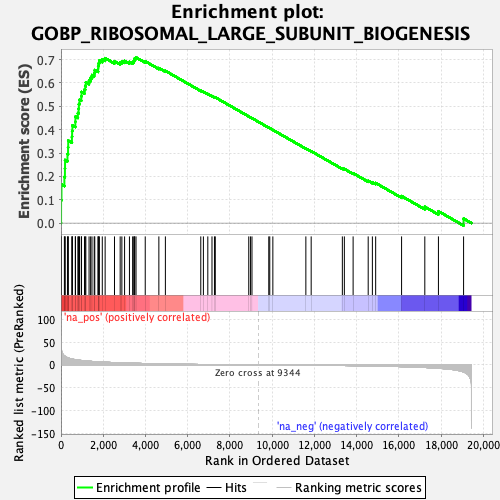 Enrichment plot:
GOBP_RIBOSOMAL_LARGE_SUBUNIT_BIOGENESIS
Enrichment score (ES)
0.7
0.6
0.5
0.4
0.3
0.2
0.1
0.0
Ranked list metric (PreRanked)
100
50
0
-50
-100
-150
'na_pos' (positively correlated)
Zero cross at 9344
'na_neg' (negatively correlated)
0
2,000
4,000
6,000
8,000
10,000
12,000
14,000
16,000
18,000
20,000
Rank in Ordered Dataset
Enrichment profile
Hits
Ranking metric scores